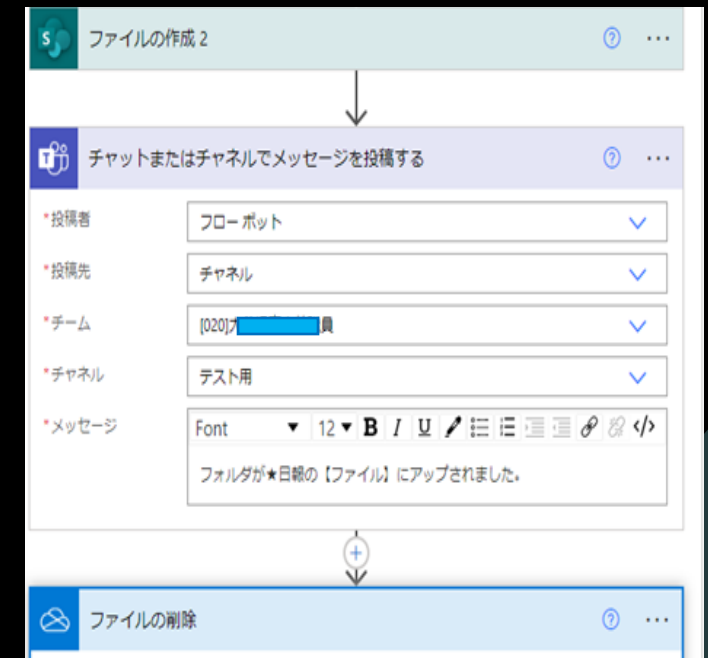 ファイルの作成 2
チャットまたはチャネルでメッセージを投稿する
*投稿者
フロー ボット
*投稿先
チャネル
*チーム
[020] 員
*チャネル
テスト用
*メッセージ
Font 12 B I U </>
フォルダが★日報の【ファイル】にアップされました。
ファイルの削除